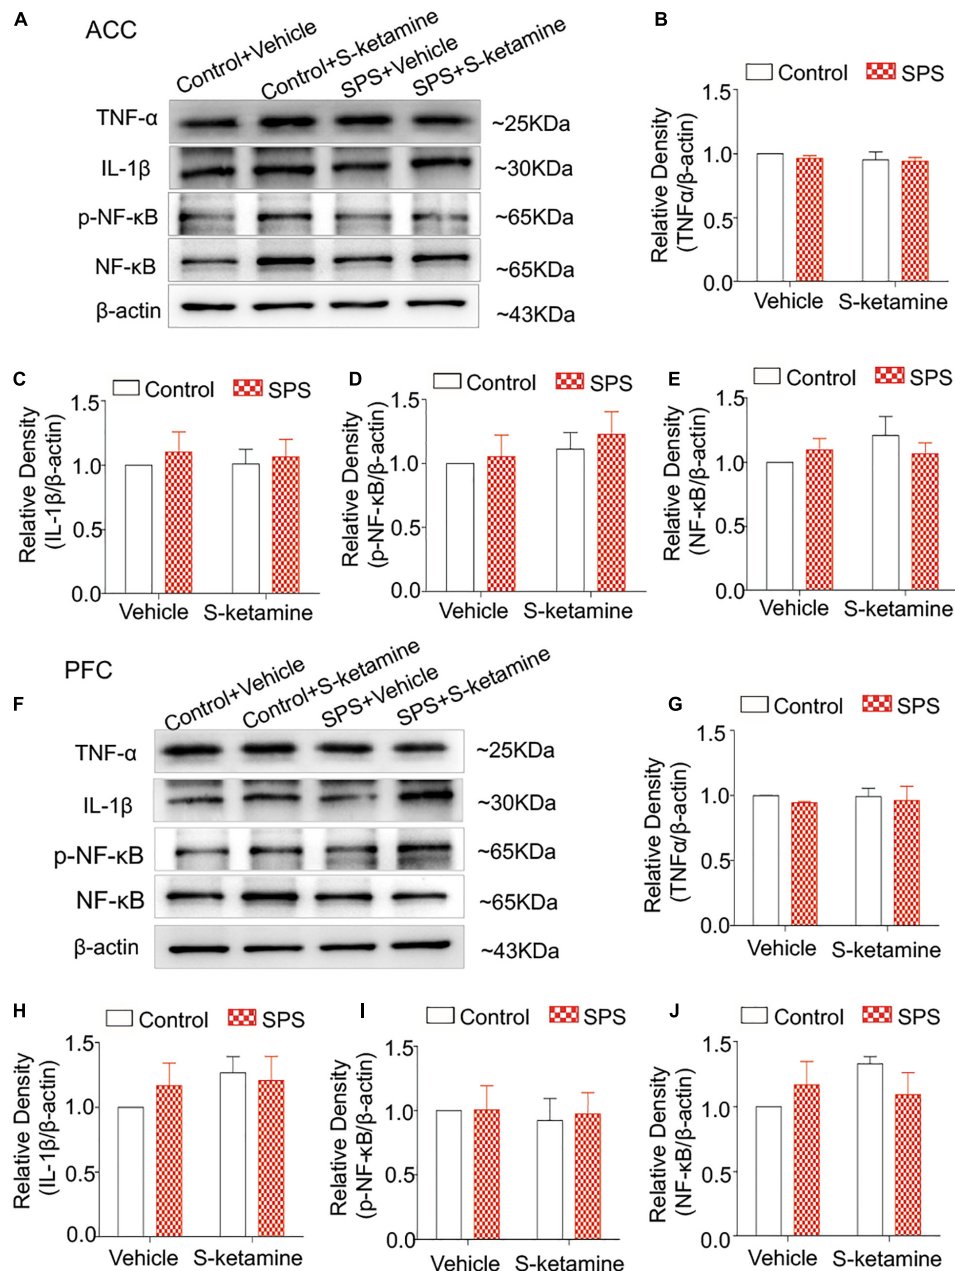 A
ACC
Control+Vehicle
Control+S-ketamine
SPS+Vehicle
SPS+S-ketamine
TNF-α
~25KDa
IL-1β
~30KDa
p-NF-κB
~65KDa
NF-κB
~65KDa
β-actin
~43KDa
B
Control
SPS
Relative Density
(TNFα/β-actin)
1.5
1.0
0.5
0.0
Vehicle
S-ketamine
C
Control
SPS
Relative Density
(IL-1β/β-actin)
1.5
1.0
0.5
0.0
Vehicle
S-ketamine
D
Control
SPS
Relative Density
(p-NF-κB/β-actin)
1.5
1.0
0.5
0.0
Vehicle
S-ketamine
E
Control
SPS
Relative Density
(NF-κB/β-actin)
1.5
1.0
0.5
0.0
Vehicle
S-ketamine
PFC
F
Control+Vehicle
Control+S-ketamine
SPS+Vehicle
SPS+S-ketamine
TNF-α
~25KDa
IL-1β
~30KDa
p-NF-κB
~65KDa
NF-κB
~65KDa
β-actin
~43KDa
G
Control
SPS
Relative Density
(TNFα/β-actin)
1.5
1.0
0.5
0.0
Vehicle
S-ketamine
H
Control
SPS
Relative Density
(IL-1β/β-actin)
1.5
1.0
0.5
0.0
Vehicle
S-ketamine
I
Control
SPS
Relative Density
(p-NF-κB/β-actin)
1.5
1.0
0.5
0.0
Vehicle
S-ketamine
J
Control
SPS
Relative Density
(NF-κB/β-actin)
1.5
1.0
0.5
0.0
Vehicle
S-ketamine